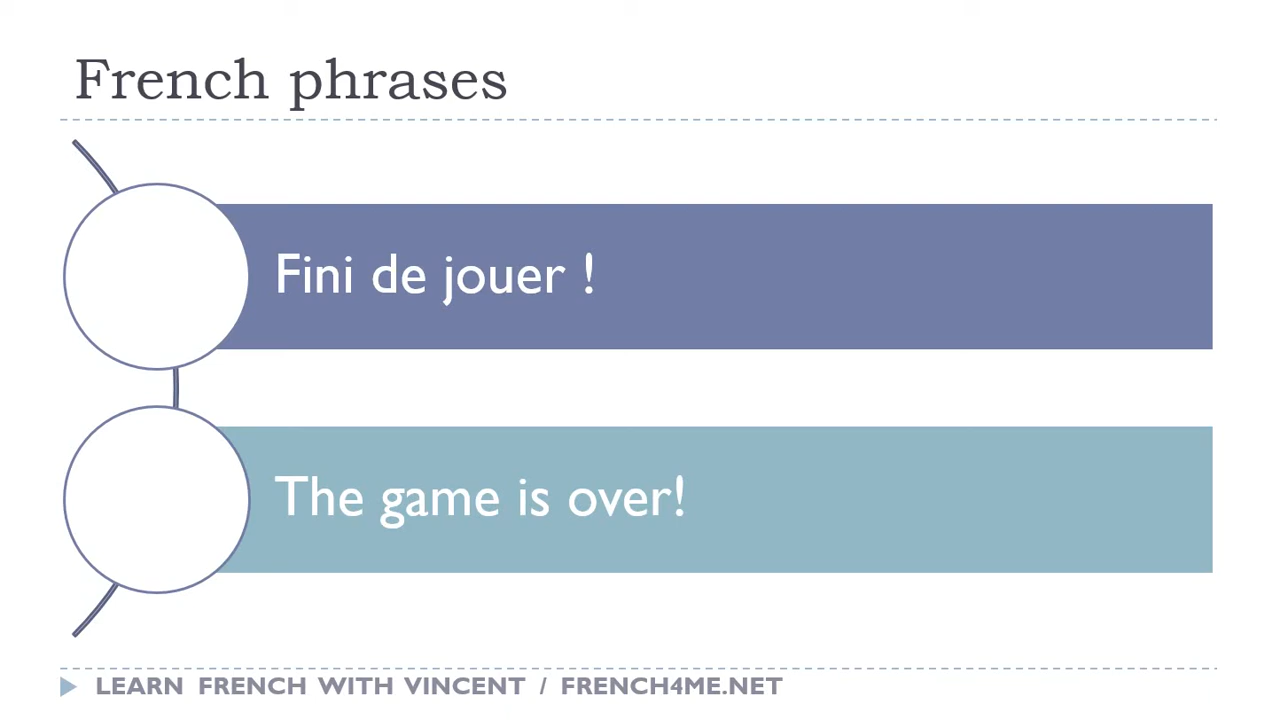 French phrases
Fini de jouer !
The game is over!
LEARN FRENCH WITH VINCENT / FRENCH4ME.NET